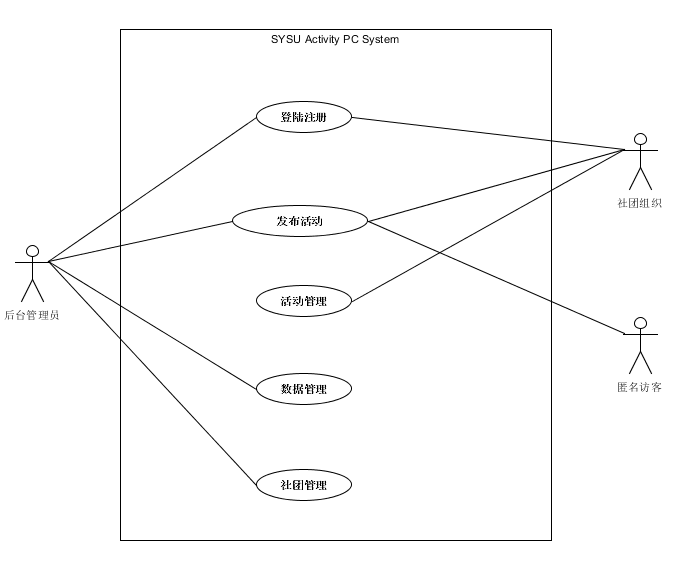 SYSU Activity PC System
登陆注册
社团组织
发布活动
活动管理
后台管理员
匿名访客
数据管理
社团管理